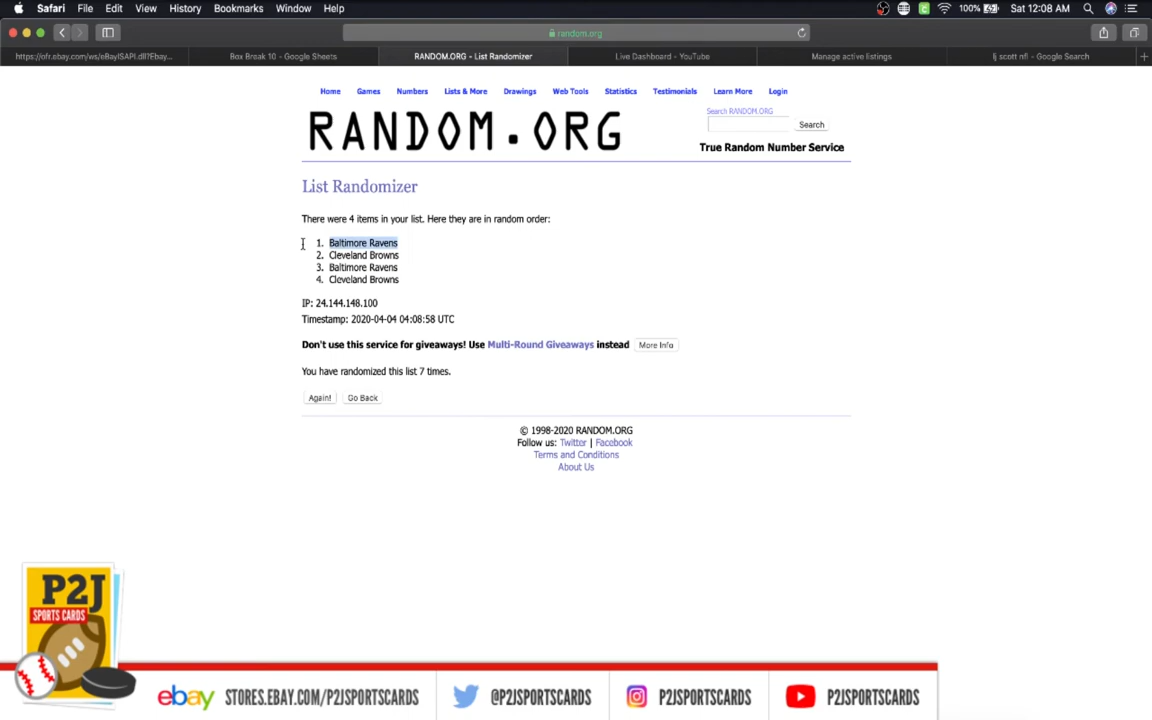 Safari File Edit View History Bookmarks Window Help 100% Sat 12:08 AM
random.org
https://ofr.ebay.com/ws/eBayISAPI.dll?Ebay... Box Break 10 - Google Sheets RANDOM.ORG - List Randomizer Live Dashboard - YouTube Manage active listings lj scott nfl - Google Search
Home Games Numbers Lists & More Drawings Web Tools Statistics Testimonials Learn More Login
RANDOM.ORG
Search RANDOM.ORG
Search
True Random Number Service
List Randomizer
There were 4 items in your list. Here they are in random order:
1. Baltimore Ravens
2. Cleveland Browns
3. Baltimore Ravens
4. Cleveland Browns
IP: 24.144.148.100
Timestamp: 2020-04-04 04:08:58 UTC
Don't use this service for giveaways! Use Multi-Round Giveaways instead More Info
You have randomized this list 7 times.
Again! Go Back
© 1998-2020 RANDOM.ORG
Follow us: Twitter | Facebook
Terms and Conditions
About Us
P2J
SPORTS CARDS
ebay STORES.EBAY.COM/P2JSPORTSCARDS @P2JSPORTSCARDS P2JSPORTSCARDS P2JSPORTSCARDS